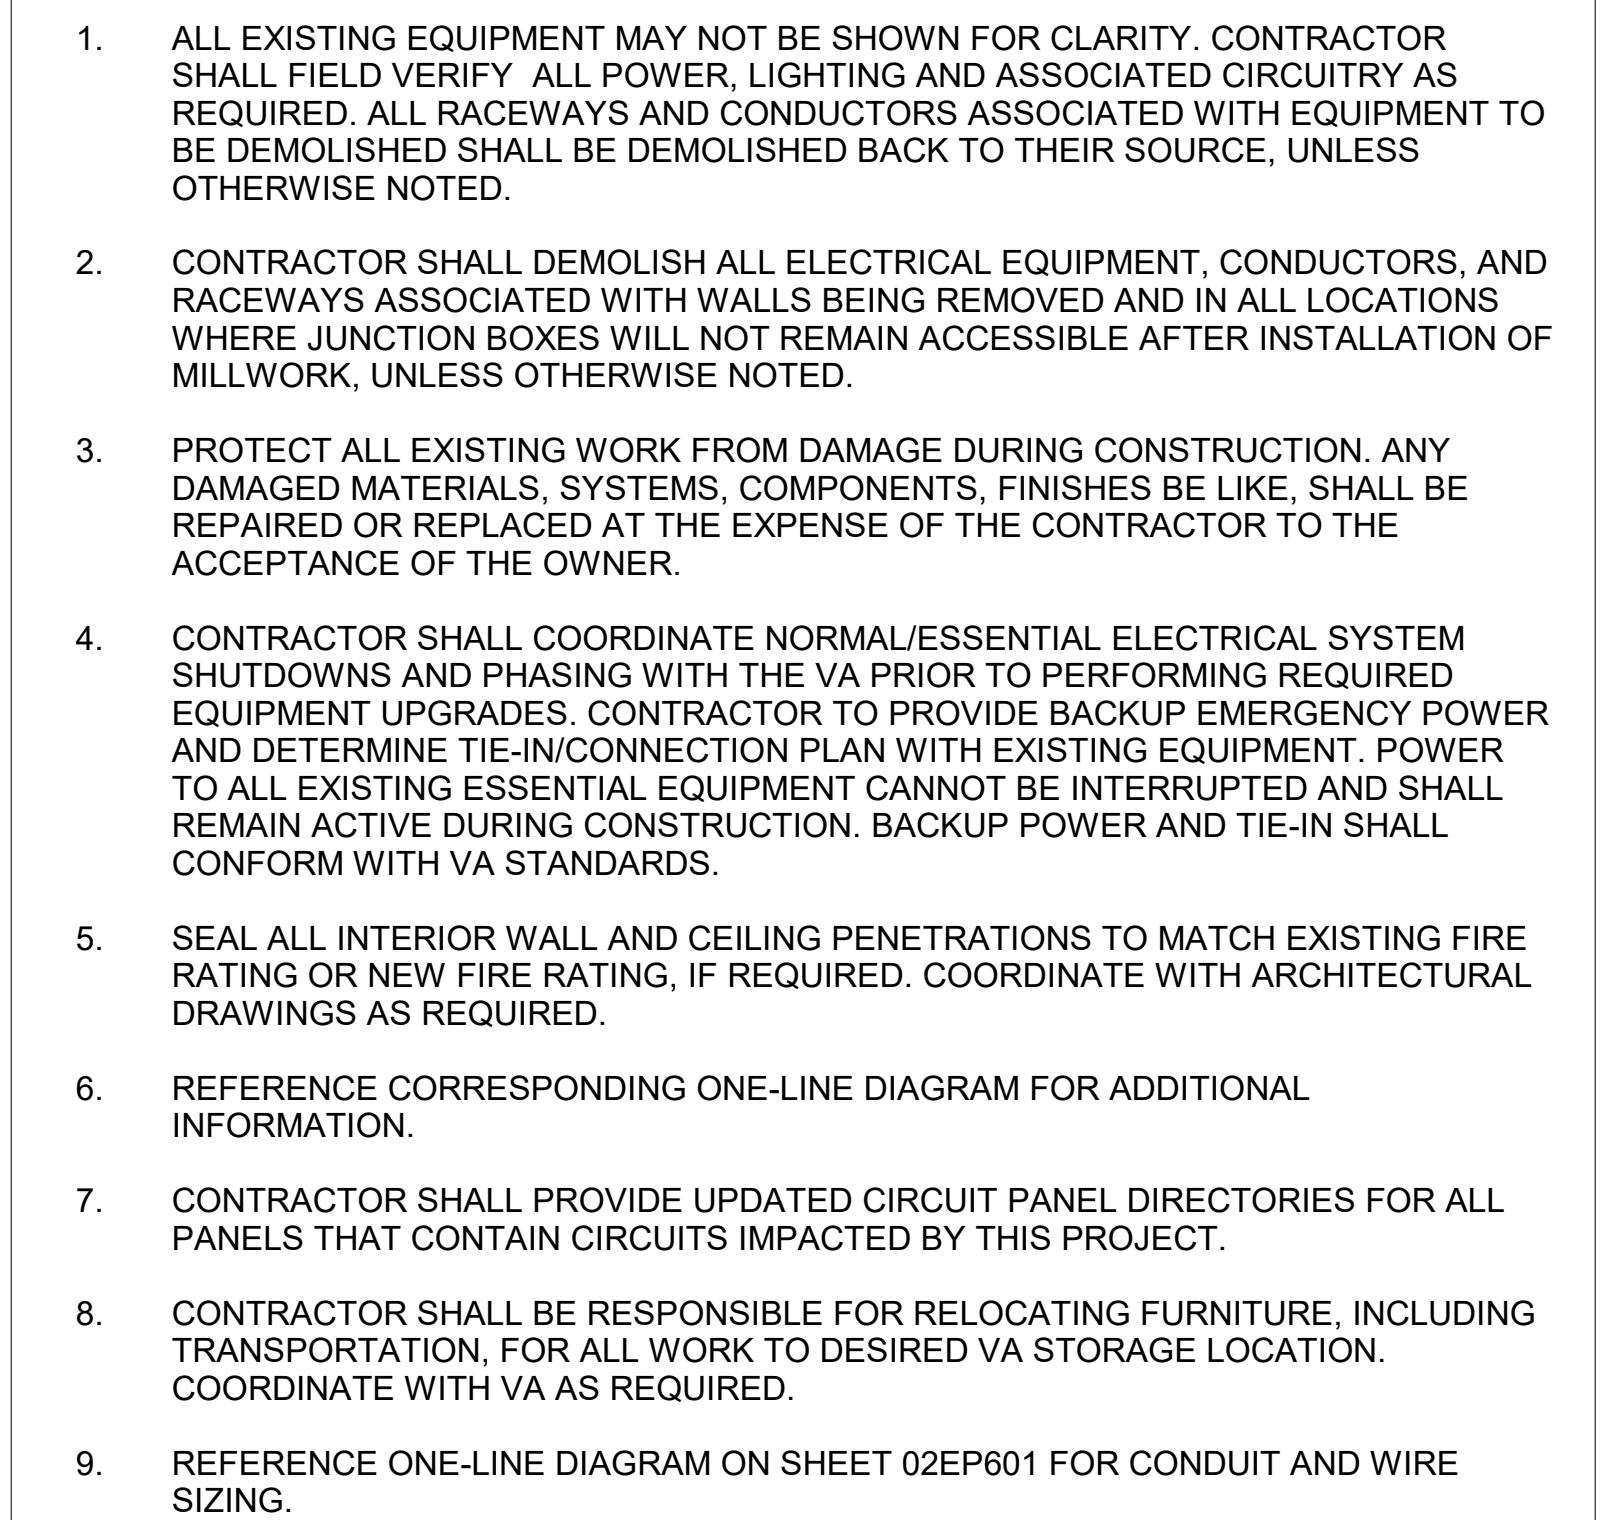 1. ALL EXISTING EQUIPMENT MAY NOT BE SHOWN FOR CLARITY. CONTRACTOR
SHALL FIELD VERIFY  ALL POWER, LIGHTING AND ASSOCIATED CIRCUITRY AS
REQUIRED. ALL RACEWAYS AND CONDUCTORS ASSOCIATED WITH EQUIPMENT TO
BE DEMOLISHED SHALL BE DEMOLISHED BACK TO THEIR SOURCE, UNLESS
OTHERWISE NOTED.
2. CONTRACTOR SHALL DEMOLISH ALL ELECTRICAL EQUIPMENT, CONDUCTORS, AND
RACEWAYS ASSOCIATED WITH WALLS BEING REMOVED AND IN ALL LOCATIONS
WHERE JUNCTION BOXES WILL NOT REMAIN ACCESSIBLE AFTER INSTALLATION OF
MILLWORK, UNLESS OTHERWISE NOTED.
3. PROTECT ALL EXISTING WORK FROM DAMAGE DURING CONSTRUCTION. ANY
DAMAGED MATERIALS, SYSTEMS, COMPONENTS, FINISHES BE LIKE, SHALL BE
REPAIRED OR REPLACED AT THE EXPENSE OF THE CONTRACTOR TO THE
ACCEPTANCE OF THE OWNER.
4. CONTRACTOR SHALL COORDINATE NORMAL/ESSENTIAL ELECTRICAL SYSTEM
SHUTDOWNS AND PHASING WITH THE VA PRIOR TO PERFORMING REQUIRED
EQUIPMENT UPGRADES. CONTRACTOR TO PROVIDE BACKUP EMERGENCY POWER
AND DETERMINE TIE-IN/CONNECTION PLAN WITH EXISTING EQUIPMENT. POWER
TO ALL EXISTING ESSENTIAL EQUIPMENT CANNOT BE INTERRUPTED AND SHALL
REMAIN ACTIVE DURING CONSTRUCTION. BACKUP POWER AND TIE-IN SHALL
CONFORM WITH VA STANDARDS.
5. SEAL ALL INTERIOR WALL AND CEILING PENETRATIONS TO MATCH EXISTING FIRE
RATING OR NEW FIRE RATING, IF REQUIRED. COORDINATE WITH ARCHITECTURAL
DRAWINGS AS REQUIRED.
6. REFERENCE CORRESPONDING ONE-LINE DIAGRAM FOR ADDITIONAL
INFORMATION.
7. CONTRACTOR SHALL PROVIDE UPDATED CIRCUIT PANEL DIRECTORIES FOR ALL
PANELS THAT CONTAIN CIRCUITS IMPACTED BY THIS PROJECT.
8. CONTRACTOR SHALL BE RESPONSIBLE FOR RELOCATING FURNITURE, INCLUDING
TRANSPORTATION, FOR ALL WORK TO DESIRED VA STORAGE LOCATION.
COORDINATE WITH VA AS REQUIRED.
9. REFERENCE ONE-LINE DIAGRAM ON SHEET 02EP601 FOR CONDUIT AND WIRE
SIZING.